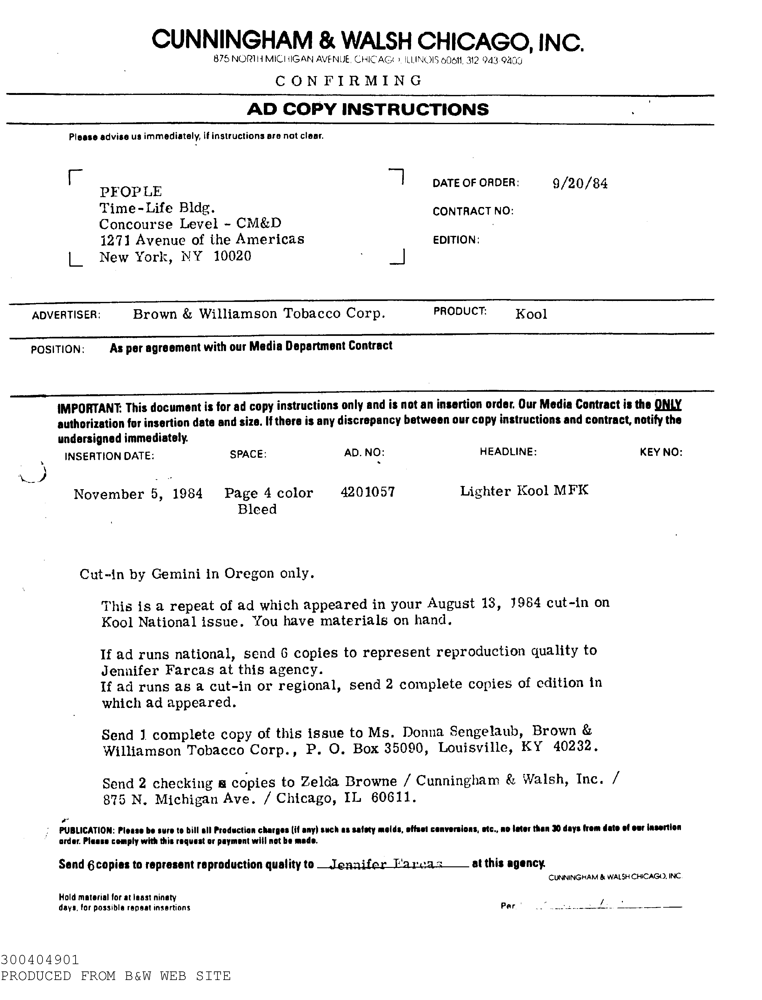 CUNNINGHAM & WALSH CHICAGO, INC.
875 NORTH MICHIGAN AVENUE, CHICAGO, ILLINOIS 60611, 312 943-9400
CONFIRMING
AD COPY INSTRUCTIONS
Please advise us immediately, if instructions are not clear.
PEOPLE
Time-Life Bldg.
Concourse Level - CM&D
1271 Avenue of the Americas
New York, NY 10020
DATE OF ORDER: 9/20/84
CONTRACT NO:
EDITION:
ADVERTISER: Brown & Williamson Tobacco Corp. PRODUCT: Kool
POSITION: As per agreement with our Media Department Contract
IMPORTANT: This document is for ad copy instructions only and is not an insertion order. Our Media Contract is the ONLY
authorization for insertion date and size. If there is any discrepancy between our copy instructions and contract, notify the
undersigned immediately.
INSERTION DATE: SPACE: AD. NO: HEADLINE: KEY NO:
November 5, 1984 Page 4 color 4201057 Lighter Kool MFK
Bleed
Cut-in by Gemini in Oregon only.
This is a repeat of ad which appeared in your August 13, 1984 cut-in on
Kool National issue. You have materials on hand.
If ad runs national, send 6 copies to represent reproduction quality to
Jennifer Farcas at this agency.
If ad runs as a cut-in or regional, send 2 complete copies of edition in
which ad appeared.
Send 1 complete copy of this issue to Ms. Donna Sengelaub, Brown &
Williamson Tobacco Corp., P. O. Box 35090, Louisville, KY 40232.
Send 2 checking copies to Zelda Browne / Cunningham & Walsh, Inc. /
875 N. Michigan Ave. / Chicago, IL 60611.
PUBLICATION: Please be sure to bill all Production charges (if any) such as safety molds, offset conversions, etc., no later than 30 days from date of our insertion
order. Please comply with this request or payment will not be made.
Send 6 copies to represent reproduction quality to Jennifer Farcas at this agency.
CUNNINGHAM & WALSH CHICAGO, INC.
Hold material for at least ninety
days, for possible repeat insertions
Per
300404901
PRODUCED FROM B&W WEB SITE